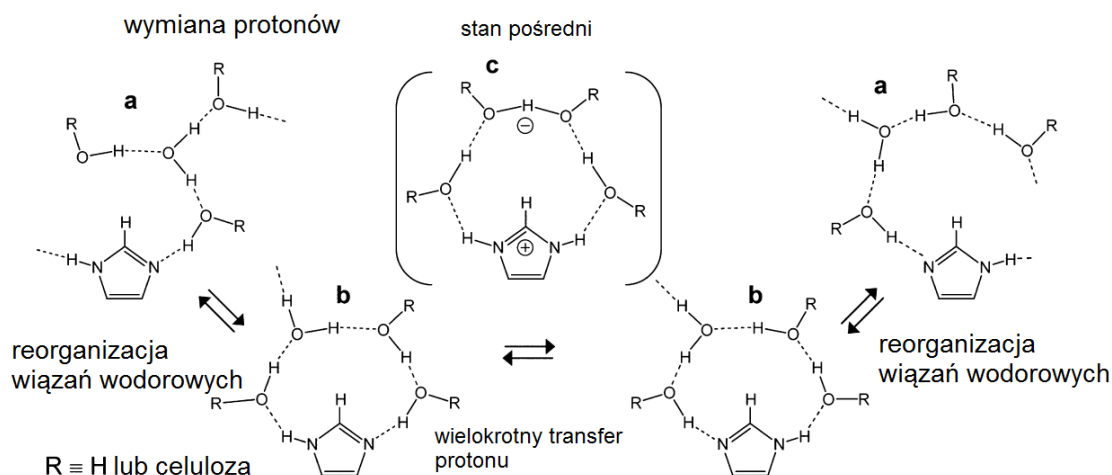 wymiana protonów
stan pośredni
a
c
a
R
O
H
R
O
H
H
O
H
O
R
H
H
H
N
N
R
O
H
O
R
H
H
O
R
O
R
H
H
N
N
H
⊖
⊕
H
O
H
O
R
H
H
O
R
R
O
H
H
N
N
H
b
H
O
H
O
R
H
H
R
O
O
R
H
H
H
N
N
b
H
O
H
O
R
H
H
R
O
O
R
H
H
H
N
N
reorganizacja
wiązań wodorowych
reorganizacja
wiązań wodorowych
wielokrotny transfer
protonu
R ≡ H lub celuloza